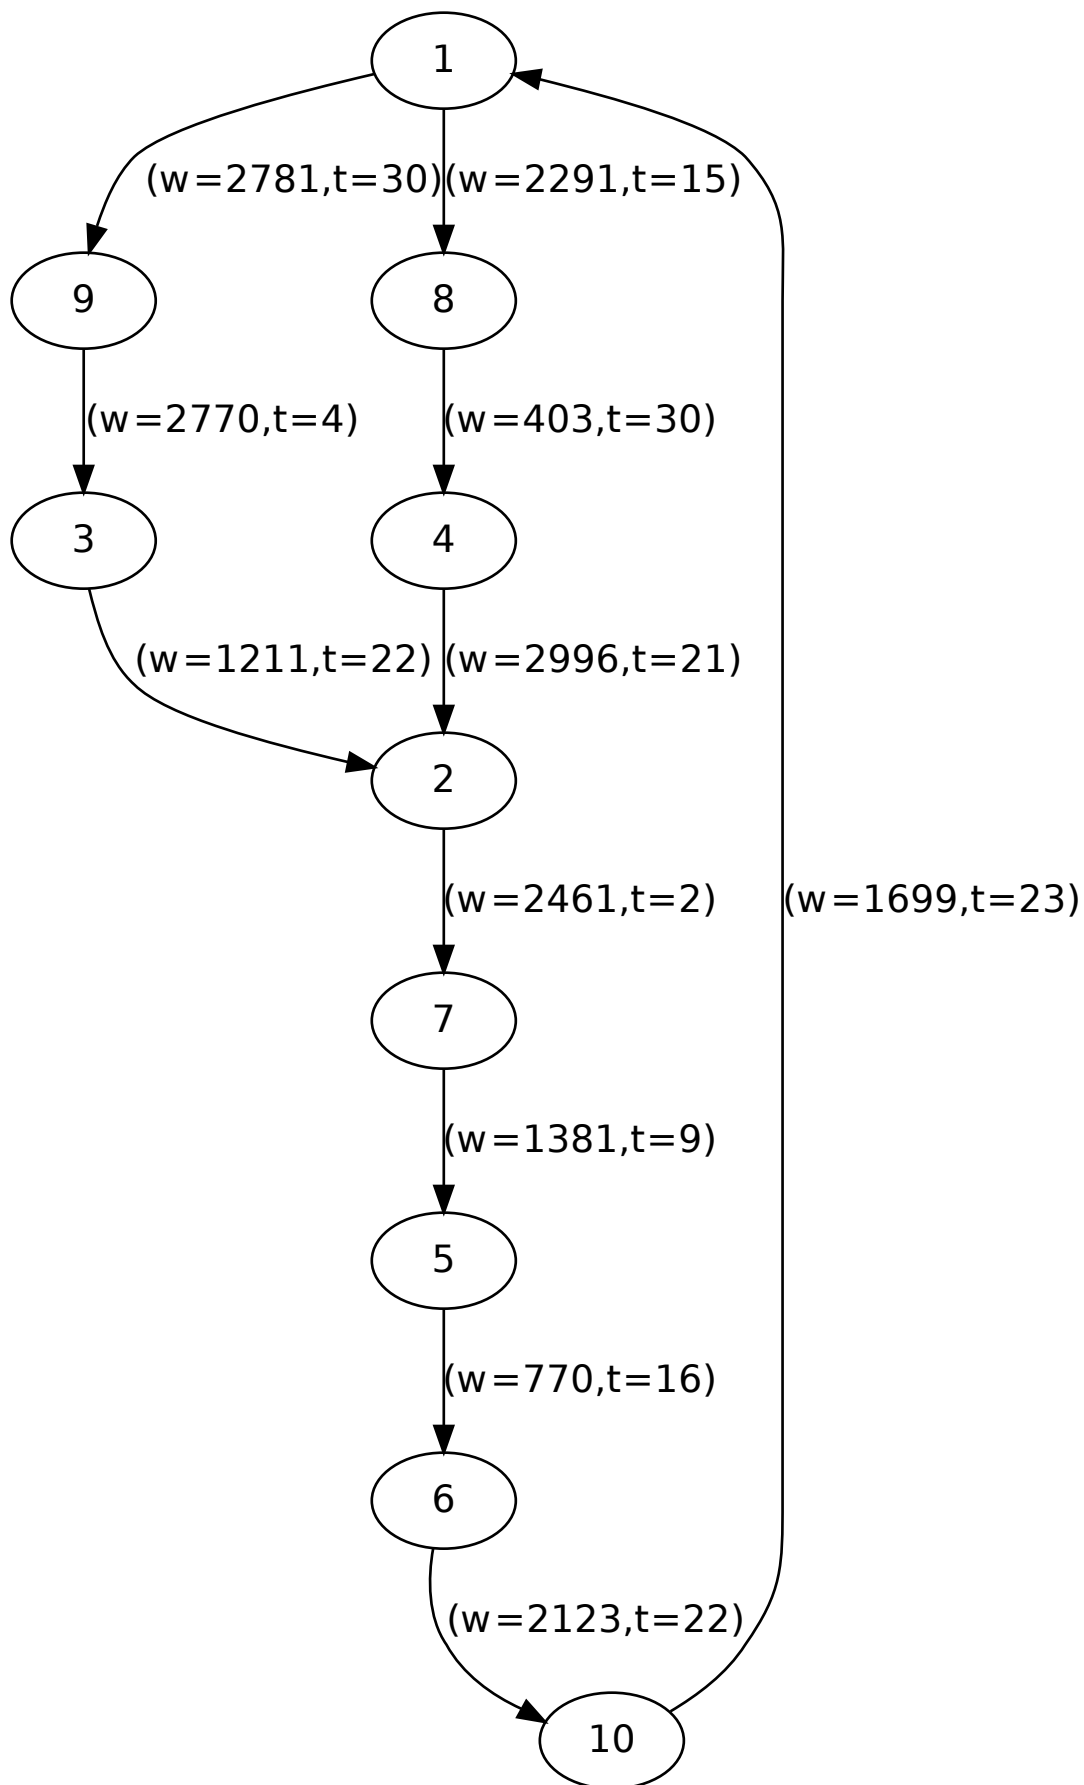 1
(w=2781,t=30)
(w=2291,t=15)
9
8
(w=2770,t=4)
(w=403,t=30)
3
4
(w=1211,t=22)
(w=2996,t=21)
2
(w=2461,t=2)
(w=1699,t=23)
7
(w=1381,t=9)
5
(w=770,t=16)
6
(w=2123,t=22)
10